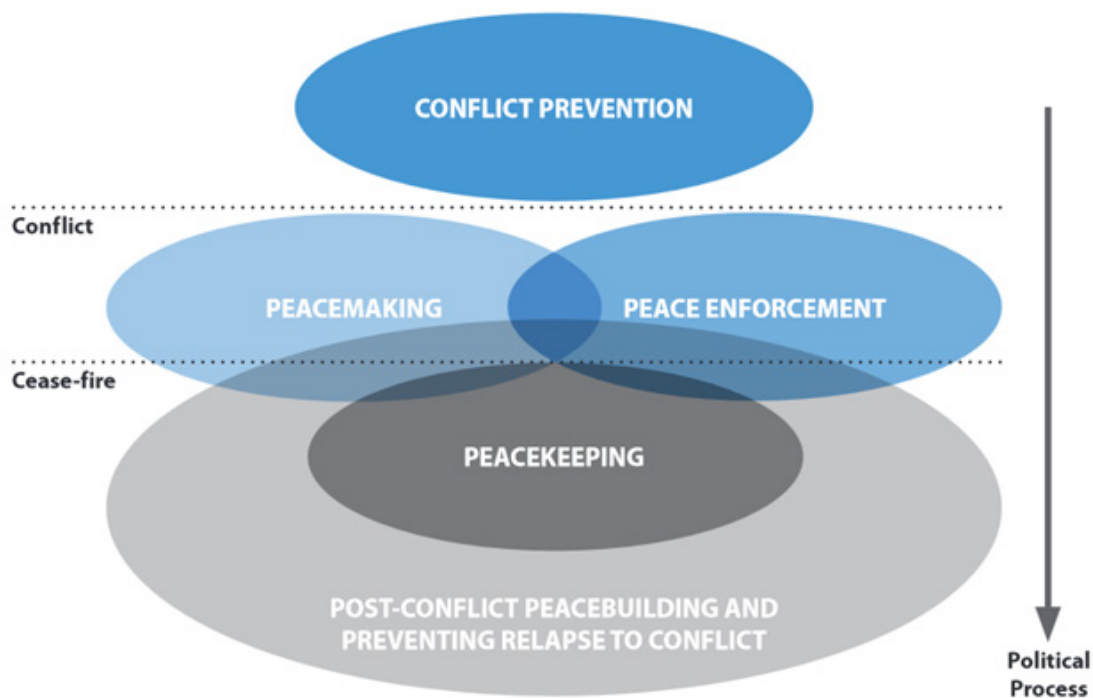 CONFLICT PREVENTION
Conflict
PEACEMAKING
PEACE ENFORCEMENT
Cease-fire
PEACEKEEPING
POST-CONFLICT PEACEBUILDING AND
PREVENTING RELAPSE TO CONFLICT
Political
Process